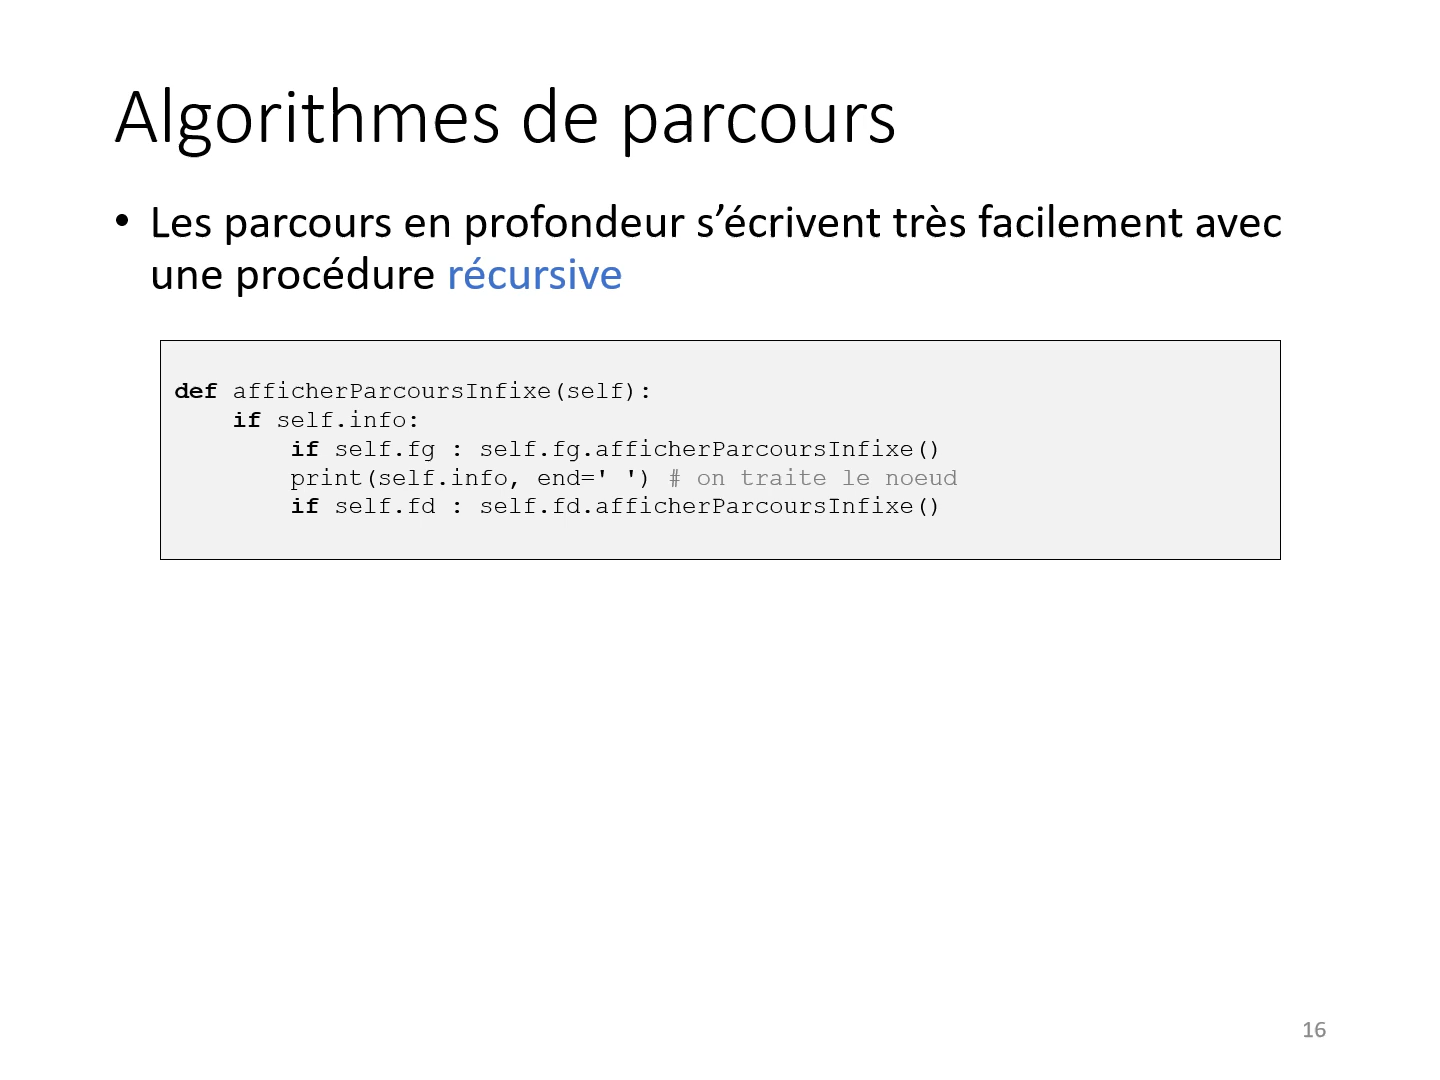 Algorithmes de parcours
• Les parcours en profondeur s’écrivent très facilement avec
une procédure récursive
def afficherParcoursInfixe(self):
    if self.info:
        if self.fg : self.fg.afficherParcoursInfixe()
        print(self.info, end=' ') # on traite le noeud
        if self.fd : self.fd.afficherParcoursInfixe()
16